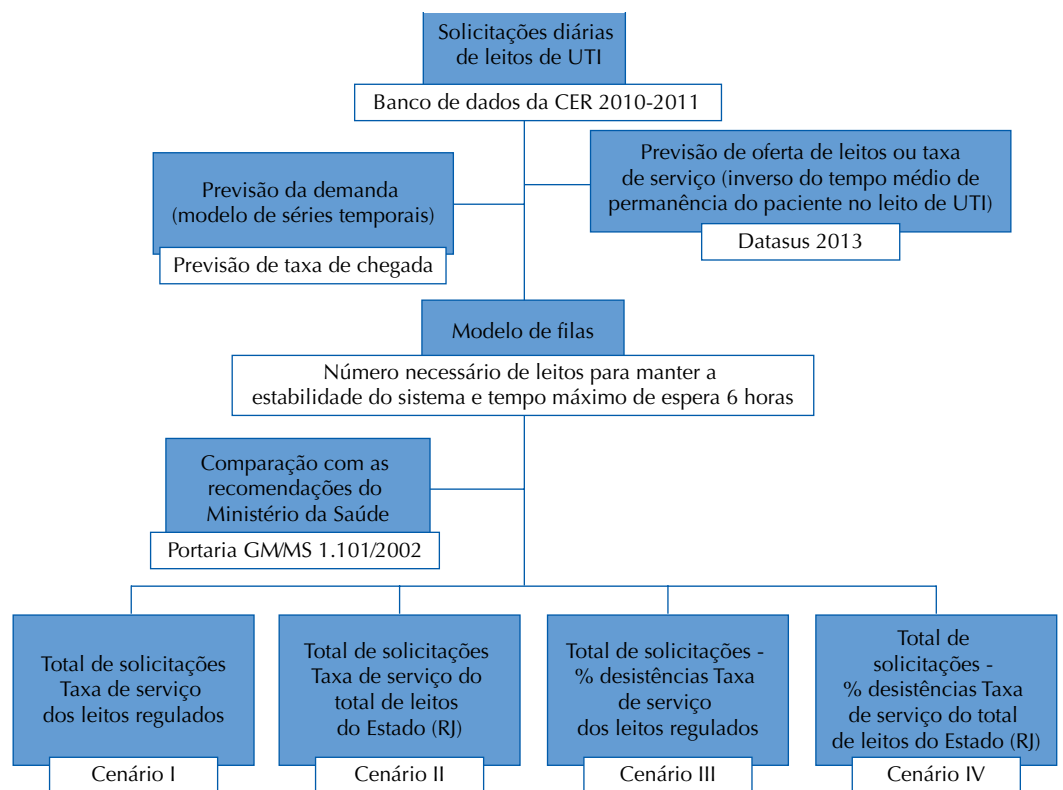 Solicitações diárias
de leitos de UTI
Banco de dados da CER 2010-2011
Previsão da demanda
(modelo de séries temporais)
Previsão de taxa de chegada
Previsão de oferta de leitos ou taxa
de serviço (inverso do tempo médio de
permanência do paciente no leito de UTI)
Datasus 2013
Modelo de filas
Número necessário de leitos para manter a
estabilidade do sistema e tempo máximo de espera 6 horas
Comparação com as
recomendações do
Ministério da Saúde
Portaria GM/MS 1.101/2002
Total de solicitações
Taxa de serviço
dos leitos regulados
Cenário I
Total de solicitações
Taxa de serviço do
total de leitos
do Estado (RJ)
Cenário II
Total de solicitações -
% desistências Taxa
de serviço
dos leitos regulados
Cenário III
Total de
solicitações -
% desistências Taxa
de serviço do total
de leitos do Estado (RJ)
Cenário IV